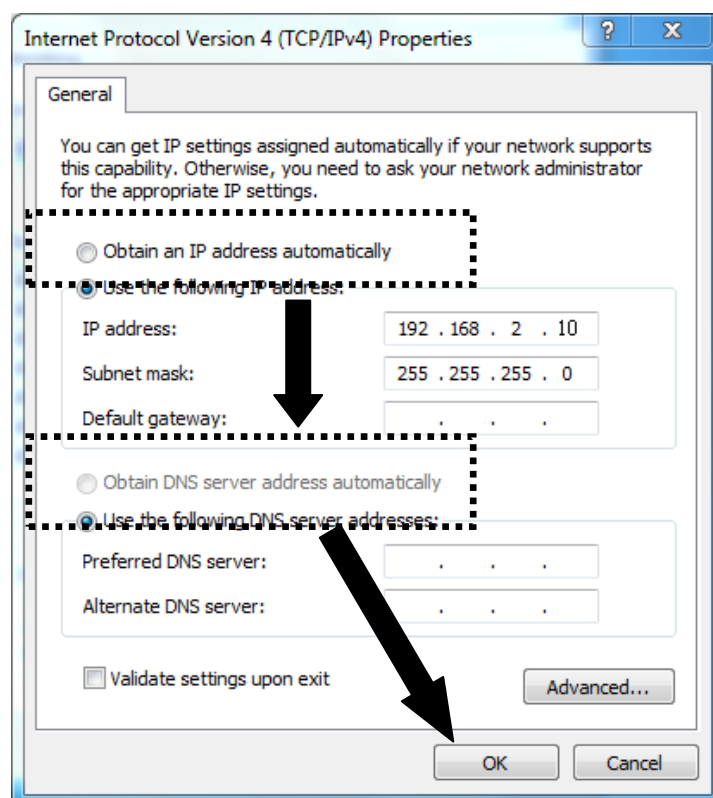 Internet Protocol Version 4 (TCP/IPv4) Properties
?
X
General
You can get IP settings assigned automatically if your network supports
this capability. Otherwise, you need to ask your network administrator
for the appropriate IP settings.
Obtain an IP address automatically
Use the following IP address:
IP address: 192 . 168 . 2 . 10
Subnet mask: 255 . 255 . 255 . 0
Default gateway: . . .
Obtain DNS server address automatically
Use the following DNS server addresses:
Preferred DNS server: . . .
Alternate DNS server: . . .
Validate settings upon exit
Advanced...
OK Cancel